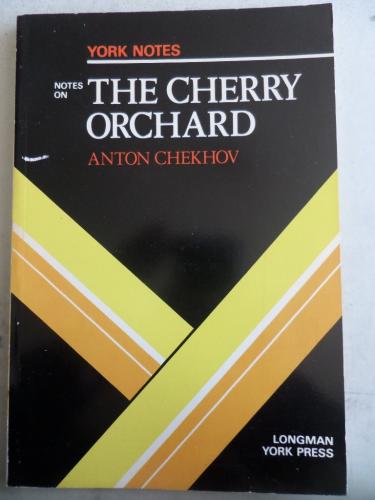 YORK NOTES
NOTES
ON
THE CHERRY
ORCHARD
ANTON CHEKHOV
LONGMAN
YORK PRESS